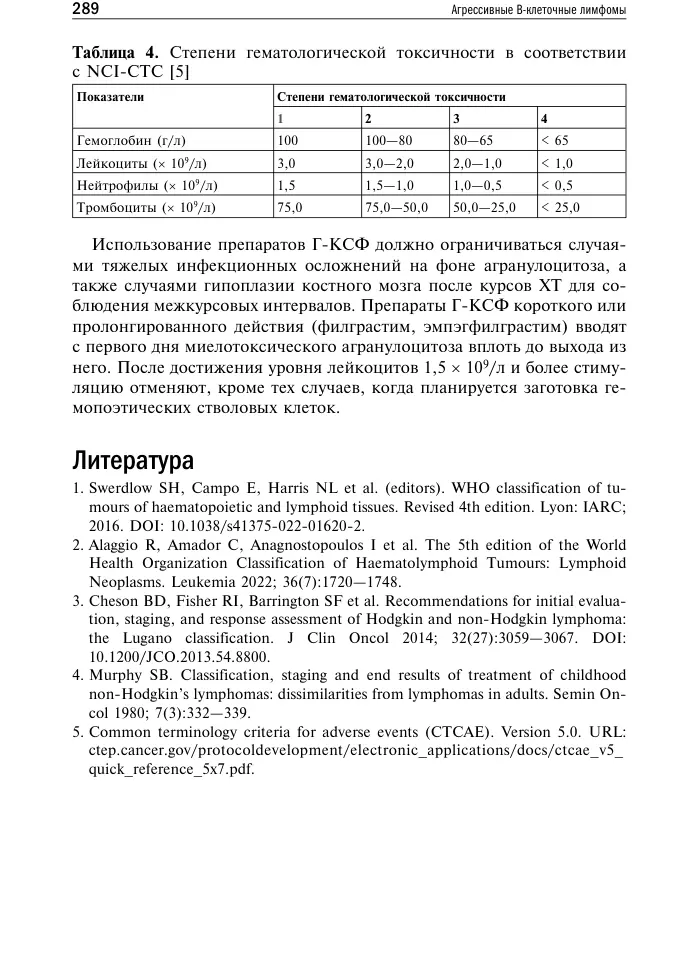 289
Агрессивные В-клеточные лимфомы
Таблица 4. Степени гематологической токсичности в соответствии
с NCI-CTC [5]
Показатели
Степени гематологической токсичности
1 2 3 4
Гемоглобин (г/л) 100 100—80 80—65 < 65
Лейкоциты (× 10⁹/л) 3,0 3,0—2,0 2,0—1,0 < 1,0
Нейтрофилы (× 10⁹/л) 1,5 1,5—1,0 1,0—0,5 < 0,5
Тромбоциты (× 10⁹/л) 75,0 75,0—50,0 50,0—25,0 < 25,0
Использование препаратов Г-КСФ должно ограничиваться случая-
ми тяжелых инфекционных осложнений на фоне агранулоцитоза, а
также случаями гипоплазии костного мозга после курсов ХТ для со-
блюдения межкурсовых интервалов. Препараты Г-КСФ короткого или
пролонгированного действия (филграстим, эмпэгфилграстим) вводят
с первого дня миелотоксического агранулоцитоза вплоть до выхода из
него. После достижения уровня лейкоцитов 1,5 × 10⁹/л и более стиму-
ляцию отменяют, кроме тех случаев, когда планируется заготовка ге-
мопоэтических стволовых клеток.
Литература
1. Swerdlow SH, Campo E, Harris NL et al. (editors). WHO classification of tu-
mours of haematopoietic and lymphoid tissues. Revised 4th edition. Lyon: IARC;
2016. DOI: 10.1038/s41375-022-01620-2.
2. Alaggio R, Amador C, Anagnostopoulos I et al. The 5th edition of the World
Health Organization Classification of Haematolymphoid Tumours: Lymphoid
Neoplasms. Leukemia 2022; 36(7):1720—1748.
3. Cheson BD, Fisher RI, Barrington SF et al. Recommendations for initial evalua-
tion, staging, and response assessment of Hodgkin and non-Hodgkin lymphoma:
the Lugano classification. J Clin Oncol 2014; 32(27):3059—3067. DOI:
10.1200/JCO.2013.54.8800.
4. Murphy SB. Classification, staging and end results of treatment of childhood
non-Hodgkin's lymphomas: dissimilarities from lymphomas in adults. Semin On-
col 1980; 7(3):332—339.
5. Common terminology criteria for adverse events (CTCAE). Version 5.0. URL:
ctep.cancer.gov/protocoldevelopment/electronic_applications/docs/ctcae_v5_
quick_reference_5x7.pdf.